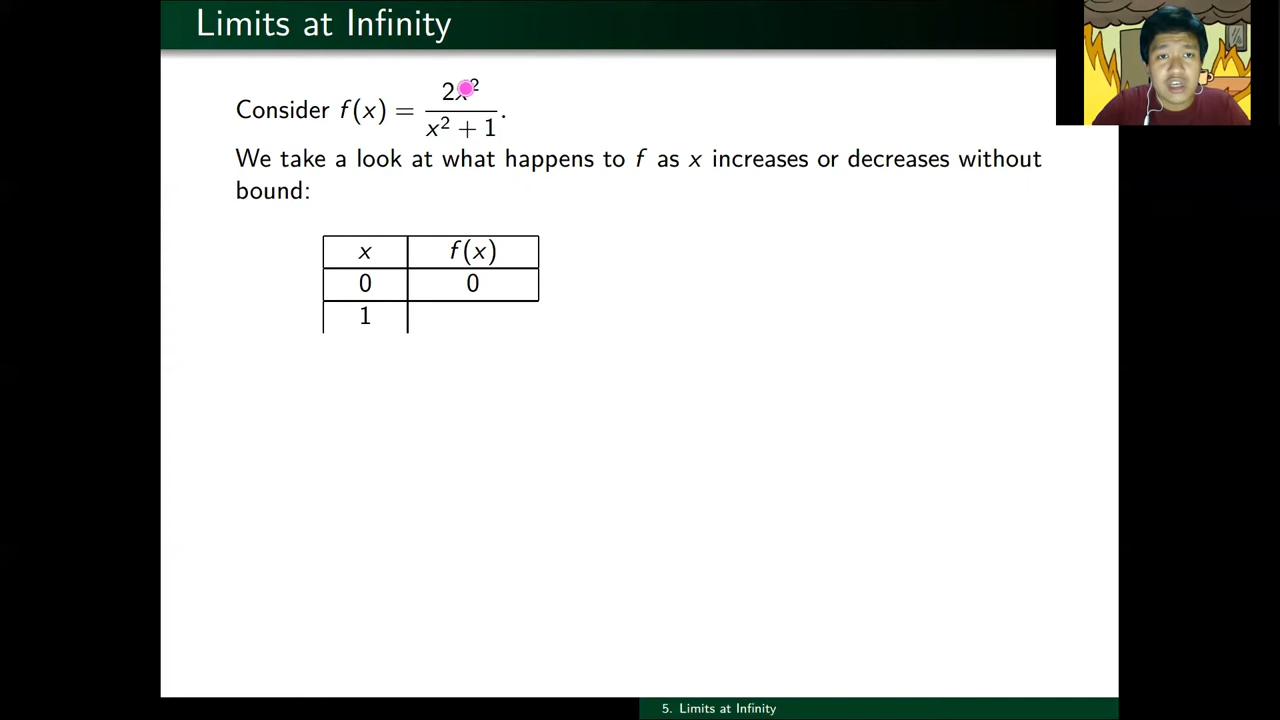 Limits at Infinity
Consider f(x) = 2x²/(x² + 1).
We take a look at what happens to f as x increases or decreases without
bound:
x f(x)
0 0
1
5. Limits at Infinity